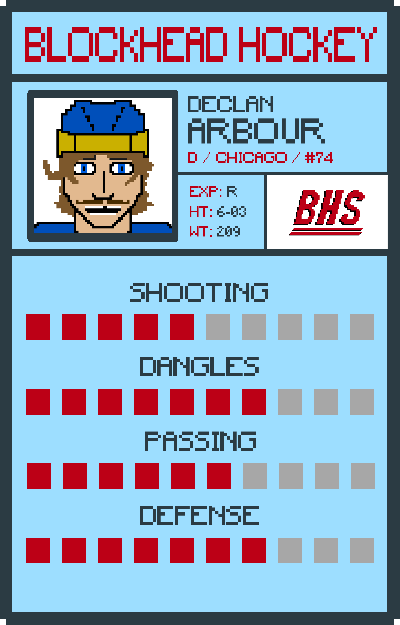 BLOCKHEAD HOCKEY
DECLAN
ARBOUR
D / CHICAGO / #74
EXP: R
HT: 6-03
WT: 209
BHS
SHOOTING
DANGLES
PASSING
DEFENSE